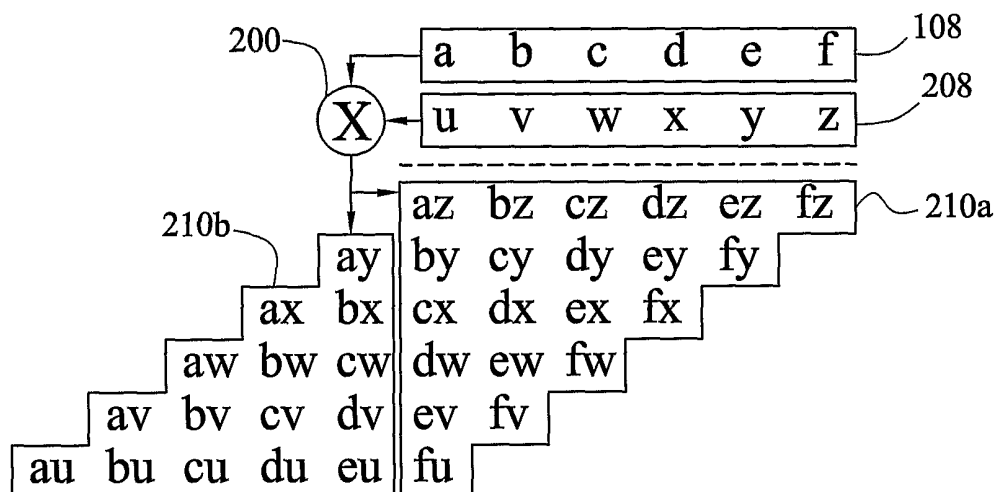 200 a b c d e f 108
X u v w x y z 208
az bz cz dz ez fz 210a
210b ay by cy dy ey fy
ax bx cx dx ex fx
aw bw cw dw ew fw
av bv cv dv ev fv
au bu cu du eu fu